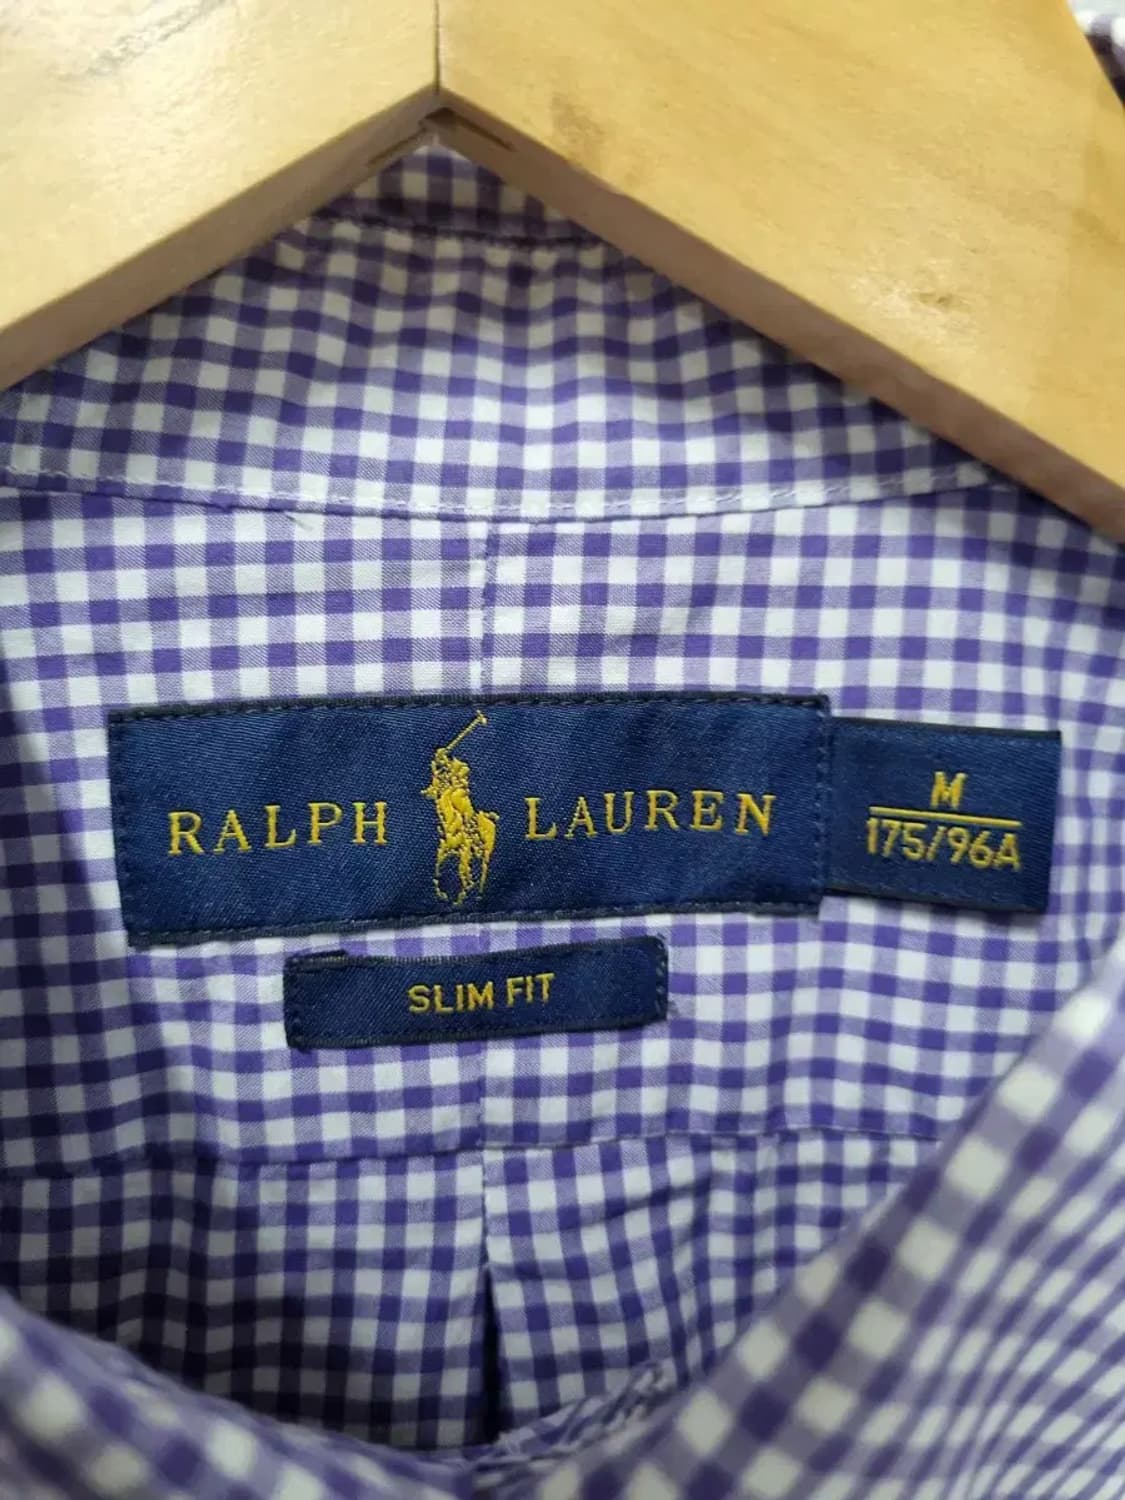 RALPH LAUREN
M
175/96A
SLIM FIT